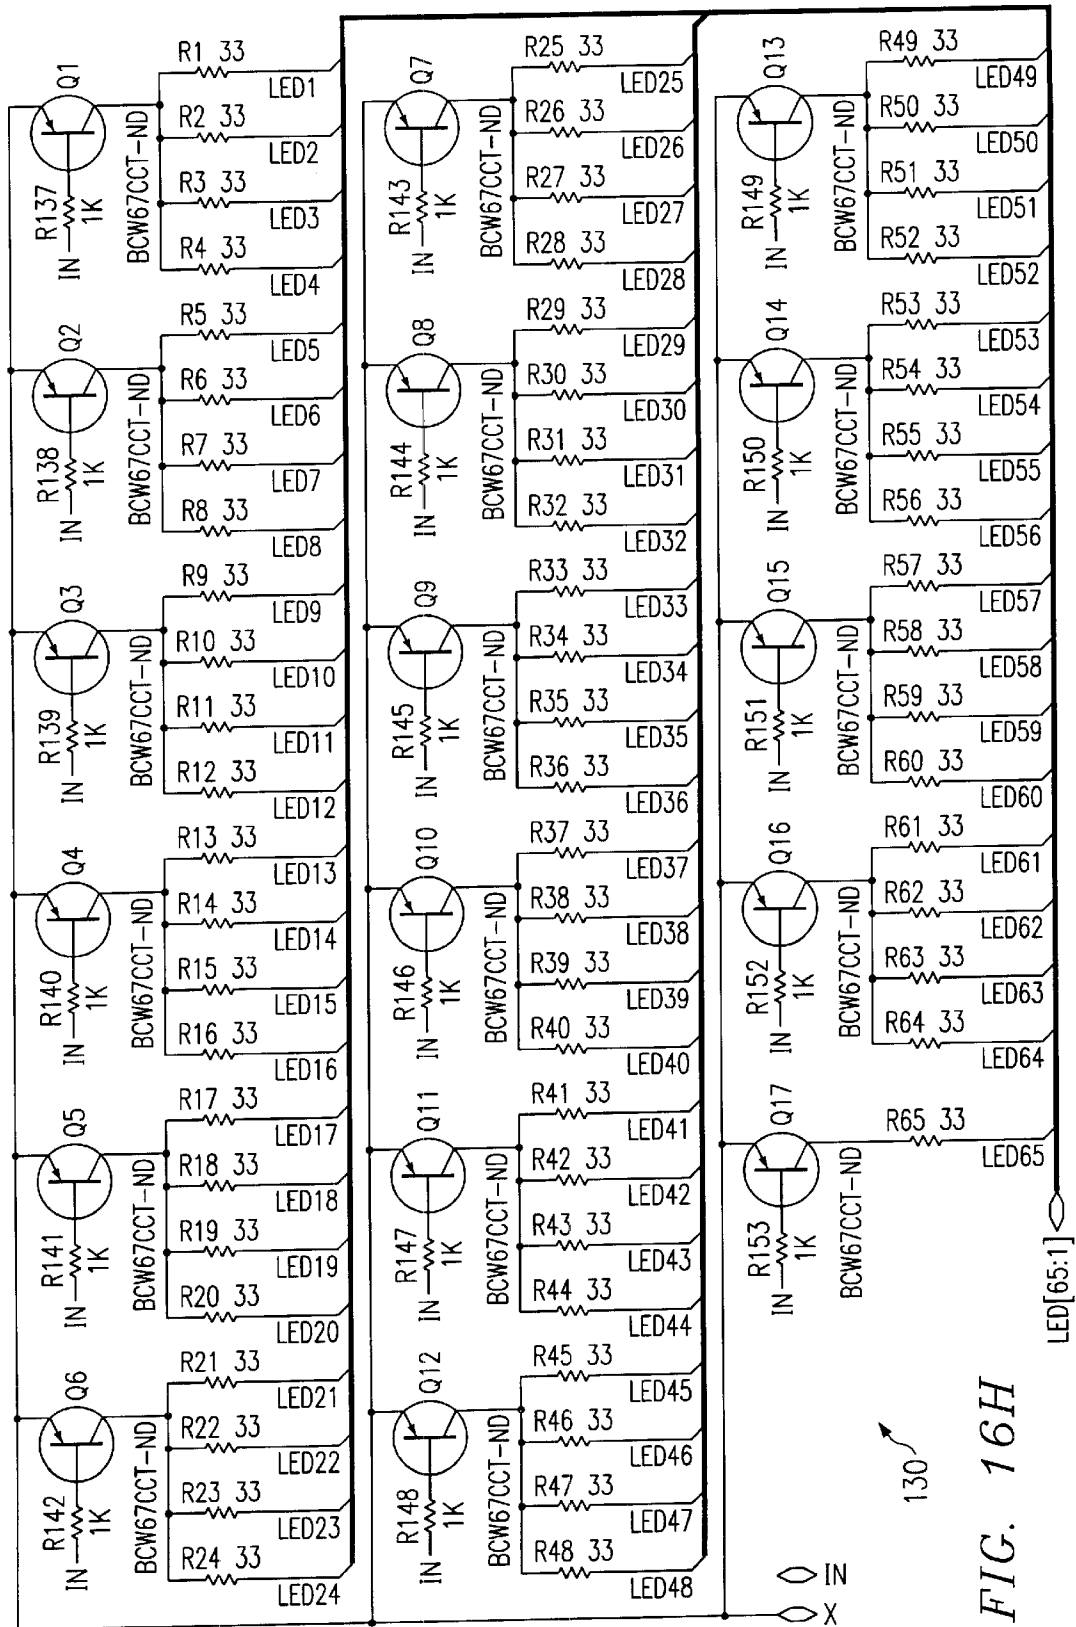 Q1
R137
1K
IN
BCW67CCT-ND
R1 33
LED1
R2 33
LED2
R3 33
LED3
R4 33
LED4
Q2
R138
1K
IN
BCW67CCT-ND
R5 33
LED5
R6 33
LED6
R7 33
LED7
R8 33
LED8
Q3
R139
1K
IN
BCW67CCT-ND
R9 33
LED9
R10 33
LED10
R11 33
LED11
R12 33
LED12
Q4
R140
1K
IN
BCW67CCT-ND
R13 33
LED13
R14 33
LED14
R15 33
LED15
R16 33
LED16
Q5
R141
1K
IN
BCW67CCT-ND
R17 33
LED17
R18 33
LED18
R19 33
LED19
R20 33
LED20
Q6
R142
1K
IN
BCW67CCT-ND
R21 33
LED21
R22 33
LED22
R23 33
LED23
R24 33
LED24
Q7
R143
1K
IN
BCW67CCT-ND
R25 33
LED25
R26 33
LED26
R27 33
LED27
R28 33
LED28
Q8
R144
1K
IN
BCW67CCT-ND
R29 33
LED29
R30 33
LED30
R31 33
LED31
R32 33
LED32
Q9
R145
1K
IN
BCW67CCT-ND
R33 33
LED33
R34 33
LED34
R35 33
LED35
R36 33
LED36
Q10
R146
1K
IN
BCW67CCT-ND
R37 33
LED37
R38 33
LED38
R39 33
LED39
R40 33
LED40
Q11
R147
1K
IN
BCW67CCT-ND
R41 33
LED41
R42 33
LED42
R43 33
LED43
R44 33
LED44
Q12
R148
1K
IN
BCW67CCT-ND
R45 33
LED45
R46 33
LED46
R47 33
LED47
R48 33
LED48
Q13
R149
1K
IN
BCW67CCT-ND
R49 33
LED49
R50 33
LED50
R51 33
LED51
R52 33
LED52
Q14
R150
1K
IN
BCW67CCT-ND
R53 33
LED53
R54 33
LED54
R55 33
LED55
R56 33
LED56
Q15
R151
1K
IN
BCW67CCT-ND
R57 33
LED57
R58 33
LED58
R59 33
LED59
R60 33
LED60
Q16
R152
1K
IN
BCW67CCT-ND
R61 33
LED61
R62 33
LED62
R63 33
LED63
R64 33
LED64
Q17
R153
1K
IN
BCW67CCT-ND
R65 33
LED65
LED[65:1]
IN
X
130
FIG. 16H